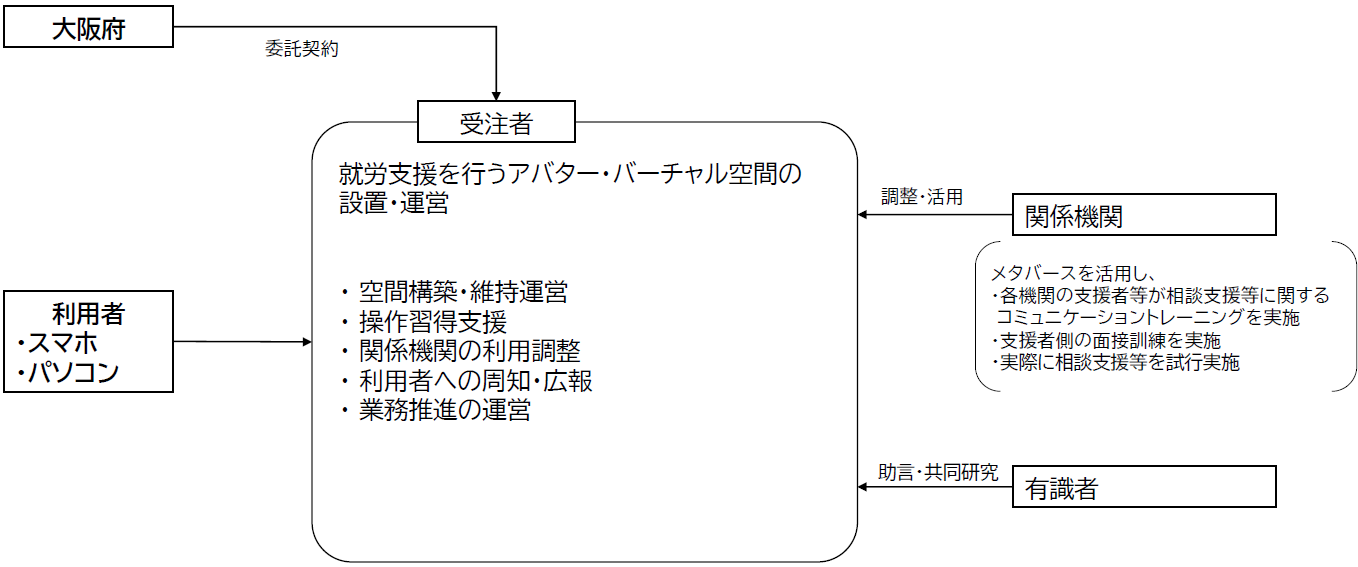 大阪府
委託契約
受注者
就労支援を行うアバター・バーチャル空間の
設置・運営
・ 空間構築・維持運営
・ 操作習得支援
・ 関係機関の利用調整
・ 利用者への周知・広報
・ 業務推進の運営
利用者
・スマホ
・パソコン
調整・活用
関係機関
メタバースを活用し、
・各機関の支援者等が相談支援等に関する
コミュニケーショントレーニングを実施
・支援者側の面接訓練を実施
・実際に相談支援等を試行実施
助言・共同研究
有識者